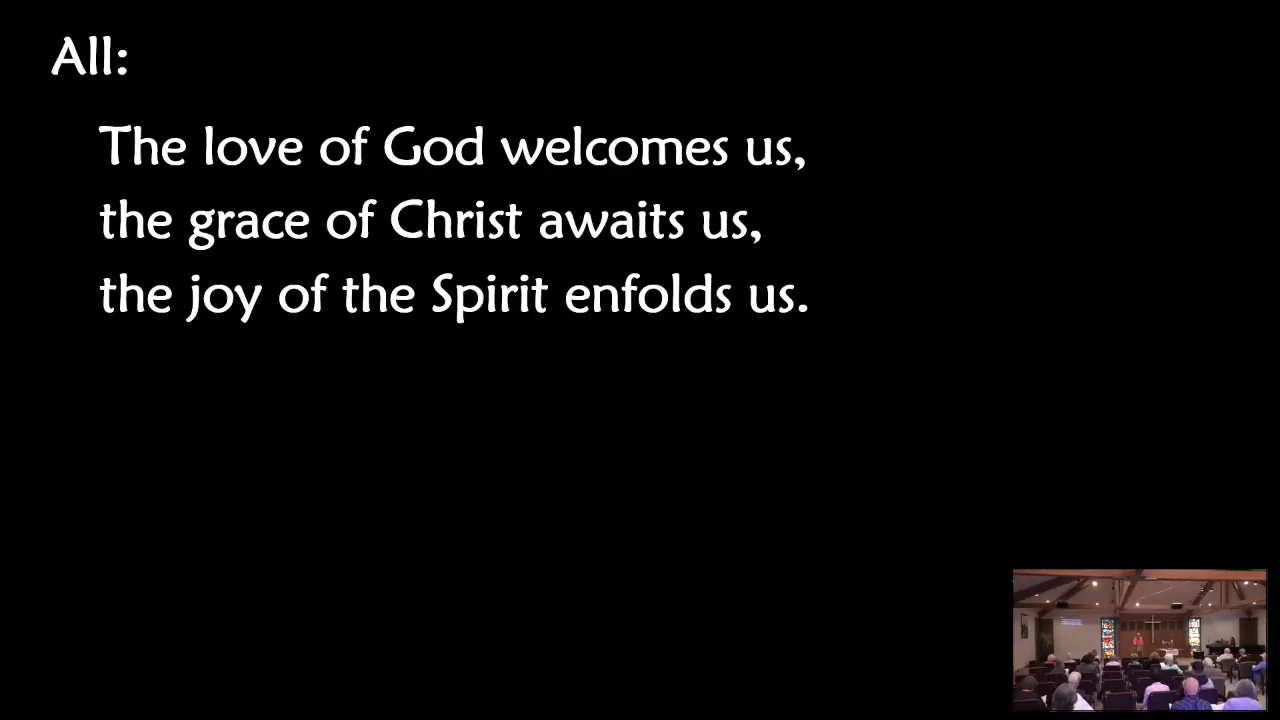 All:
The love of God welcomes us,
the grace of Christ awaits us,
the joy of the Spirit enfolds us.